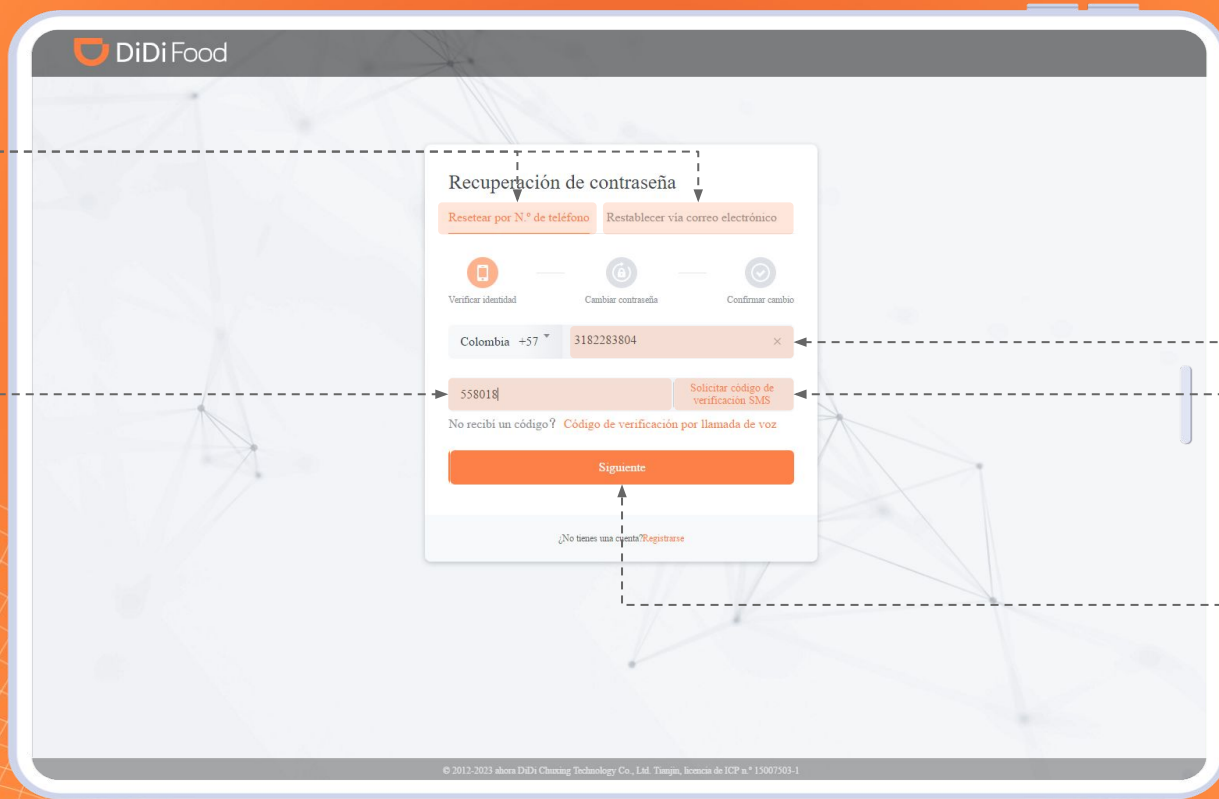 DiDi Food
Recuperación de contraseña
Resetear por N.º de teléfono Restablecer vía correo electrónico
Verificar identidad Cambiar contraseña Confirmar cambio
Colombia +57 3182283804 ×
558018 Solicitar código de
verificación SMS
No recibí un código? Código de verificación por llamada de voz
Siguiente
¿No tienes una cuenta?Registrarse
© 2012-2023 ahora DiDi Chuxing Technology Co., Ltd. Tianjin, licencia de ICP n.º 15007503-1